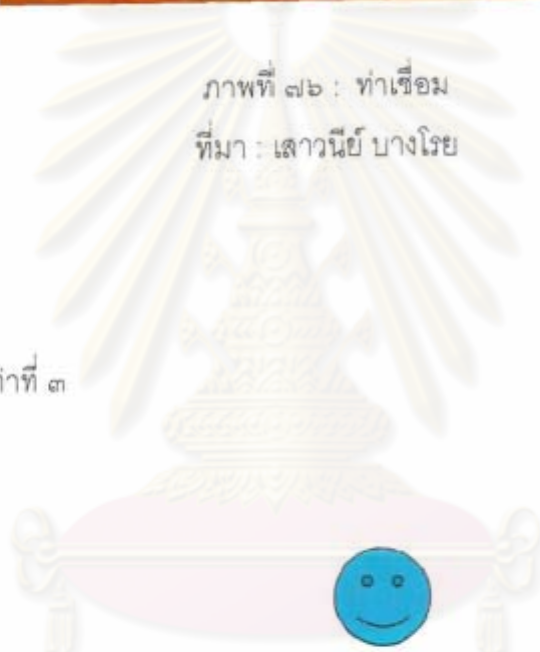 ภาพที่ ๗๖ : ท่าเชื่อม
ที่มา : เสาวนีย์ บางโรย
ท่าที่ ๓